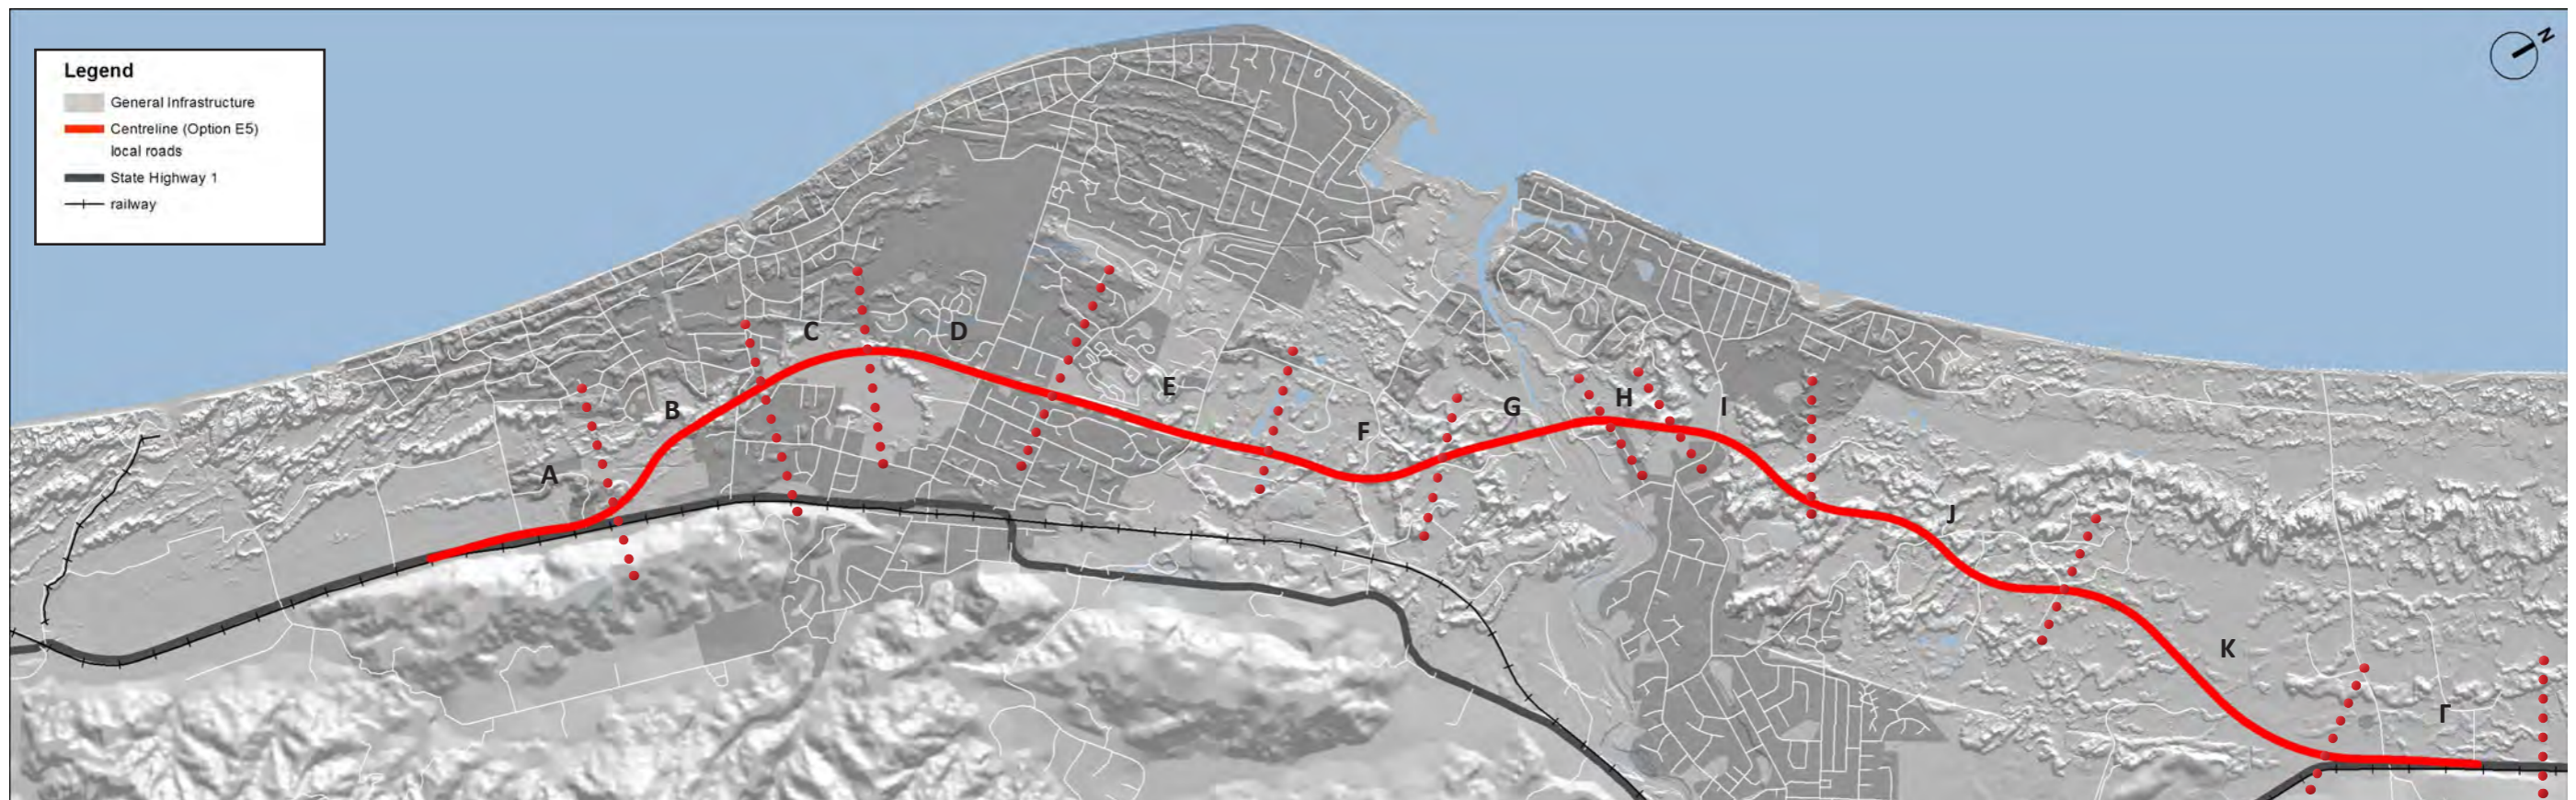 N
Legend
General Infrastructure
Centreline (Option E5)
local roads
State Highway 1
railway
C
D
E
B
F
G
H
I
A
J
K
Γ